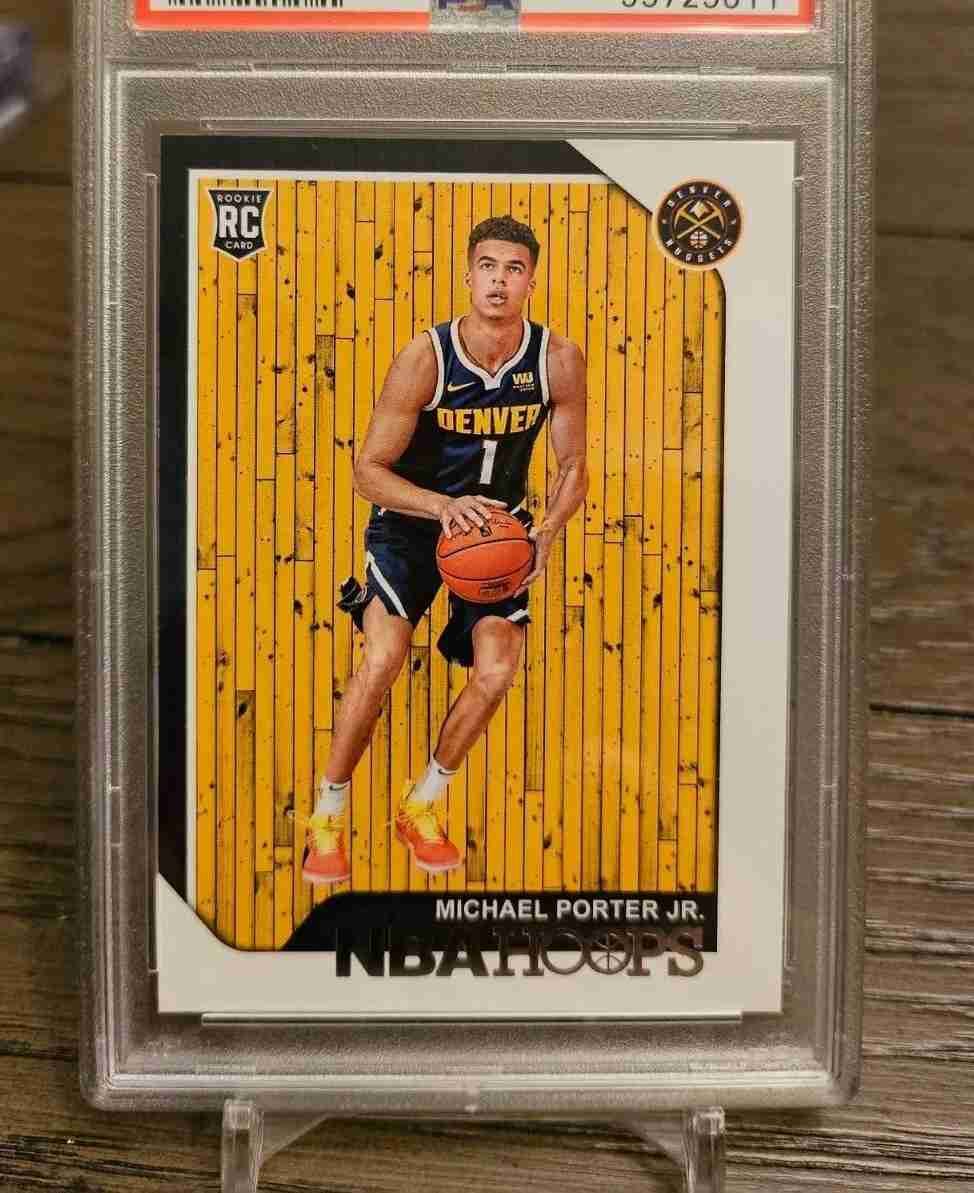 ROOKIE
RC
CARD
DENVER
NUGGETS
DENVER
1
MICHAEL PORTER JR.
NBA HOOPS